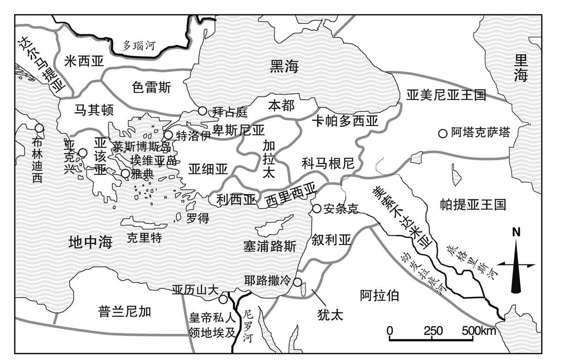 达尔马提亚
多瑙河
米西亚
黑海
里海
色雷斯
马其顿
拜占庭
本都
亚美尼亚王国
卡帕多西亚
卑斯尼亚
特洛伊
阿塔克萨塔
布林迪西
亚克兴
亚该亚
莱斯博斯岛
埃维亚岛
雅典
加拉太
科马根尼
亚细亚
利西亚
西里西亚
美索不达米亚
帕提亚王国
安条克
罗得
克里特
地中海
塞浦路斯
叙利亚
底格里斯河
幼发拉底河
N
耶路撒冷
亚历山大
阿拉伯
普兰尼加
皇帝私人
领地埃及
尼罗河
犹太
0 250 500km